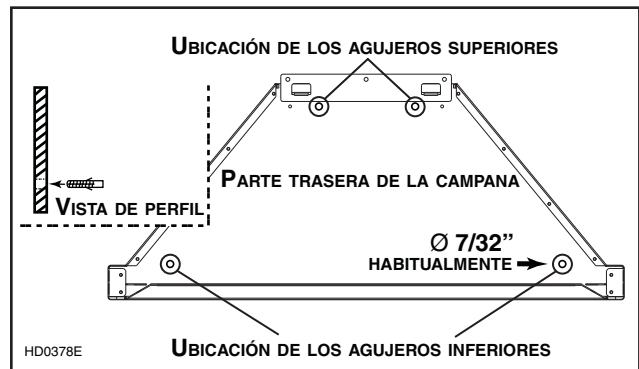 UBICACIÓN DE LOS AGUJEROS SUPERIORES
PARTE TRASERA DE LA CAMPANA
VISTA DE PERFIL
Ø 7/32”
HABITUALMENTE
UBICACIÓN DE LOS AGUJEROS INFERIORES
HD0378E